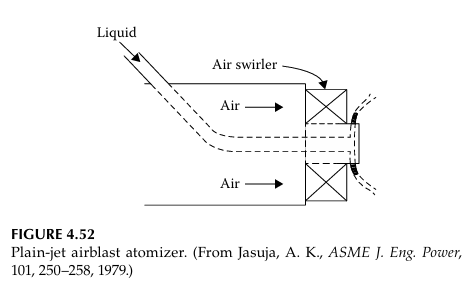 Liquid
Air swirler
Air
Air
FIGURE 4.52
Plain-jet airblast atomizer. (From Jasuja, A. K., ASME J. Eng. Power,
101, 250–258, 1979.)